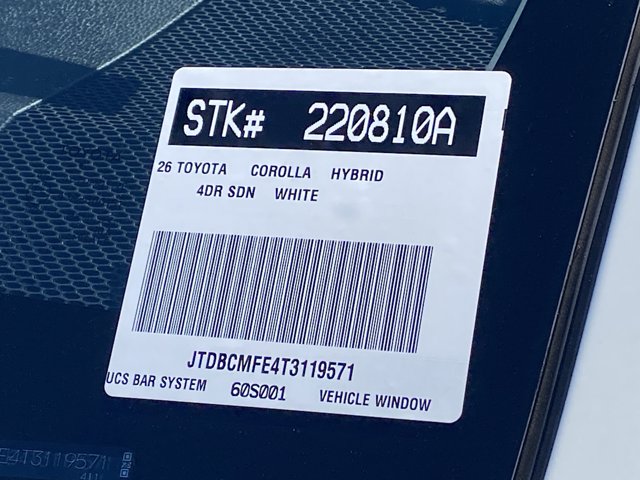 STK# 220810A
26 TOYOTA COROLLA HYBRID
4DR SDN WHITE
JTDBCMFE4T3119571
UCS BAR SYSTEM 60S001 VEHICLE WINDOW
E4T3119571